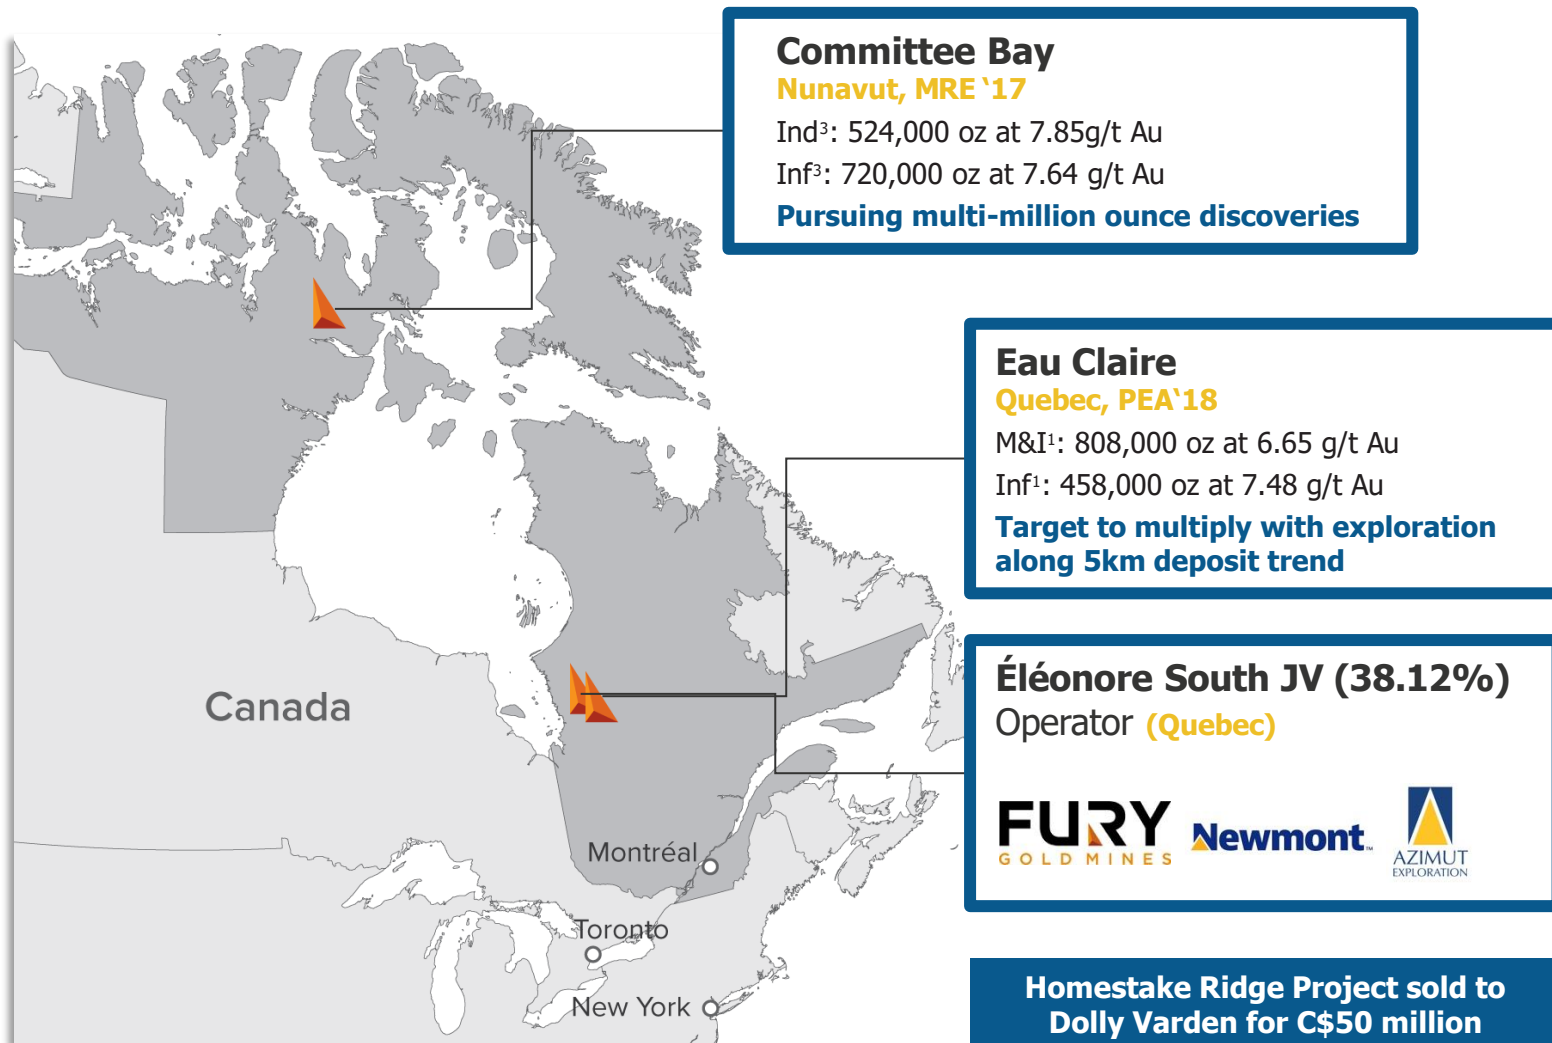 Committee Bay
Nunavut, MRE ‘17
Ind³: 524,000 oz at 7.85g/t Au
Inf³: 720,000 oz at 7.64 g/t Au
Pursuing multi-million ounce discoveries
Eau Claire
Quebec, PEA‘18
M&I¹: 808,000 oz at 6.65 g/t Au
Inf¹: 458,000 oz at 7.48 g/t Au
Target to multiply with exploration
along 5km deposit trend
Éléonore South JV (38.12%)
Operator (Quebec)
FURY
GOLD MINES
Newmont™
AZIMUT
EXPLORATION
Homestake Ridge Project sold to
Dolly Varden for C$50 million
Canada
Montréal
Toronto
New York